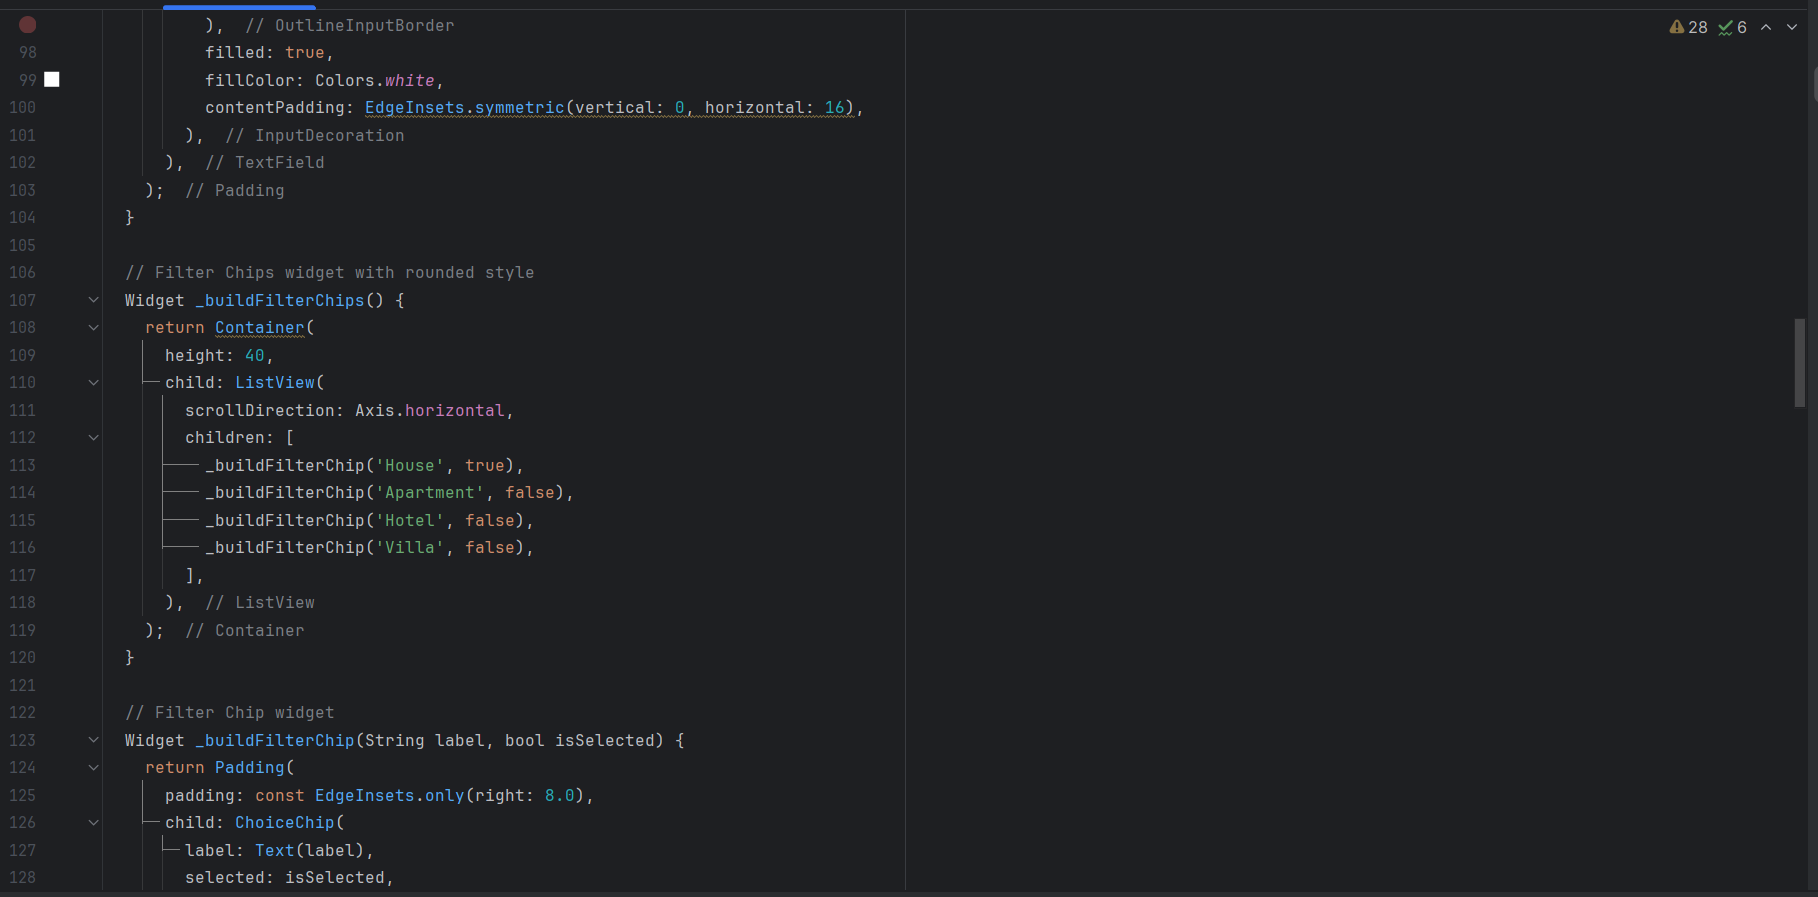 ), // OutlineInputBorder
28 6
98 filled: true,
99 fillColor: Colors.white,
100 contentPadding: EdgeInsets.symmetric(vertical: 0, horizontal: 16),
101 ), // InputDecoration
102 ), // TextField
103 ); // Padding
104 }
105
106 // Filter Chips widget with rounded style
107 Widget _buildFilterChips() {
108 return Container(
109 height: 40,
110 child: ListView(
111 scrollDirection: Axis.horizontal,
112 children: [
113 _buildFilterChip('House', true),
114 _buildFilterChip('Apartment', false),
115 _buildFilterChip('Hotel', false),
116 _buildFilterChip('Villa', false),
117 ],
118 ), // ListView
119 ); // Container
120 }
121
122 // Filter Chip widget
123 Widget _buildFilterChip(String label, bool isSelected) {
124 return Padding(
125 padding: const EdgeInsets.only(right: 8.0),
126 child: ChoiceChip(
127 label: Text(label),
128 selected: isSelected,